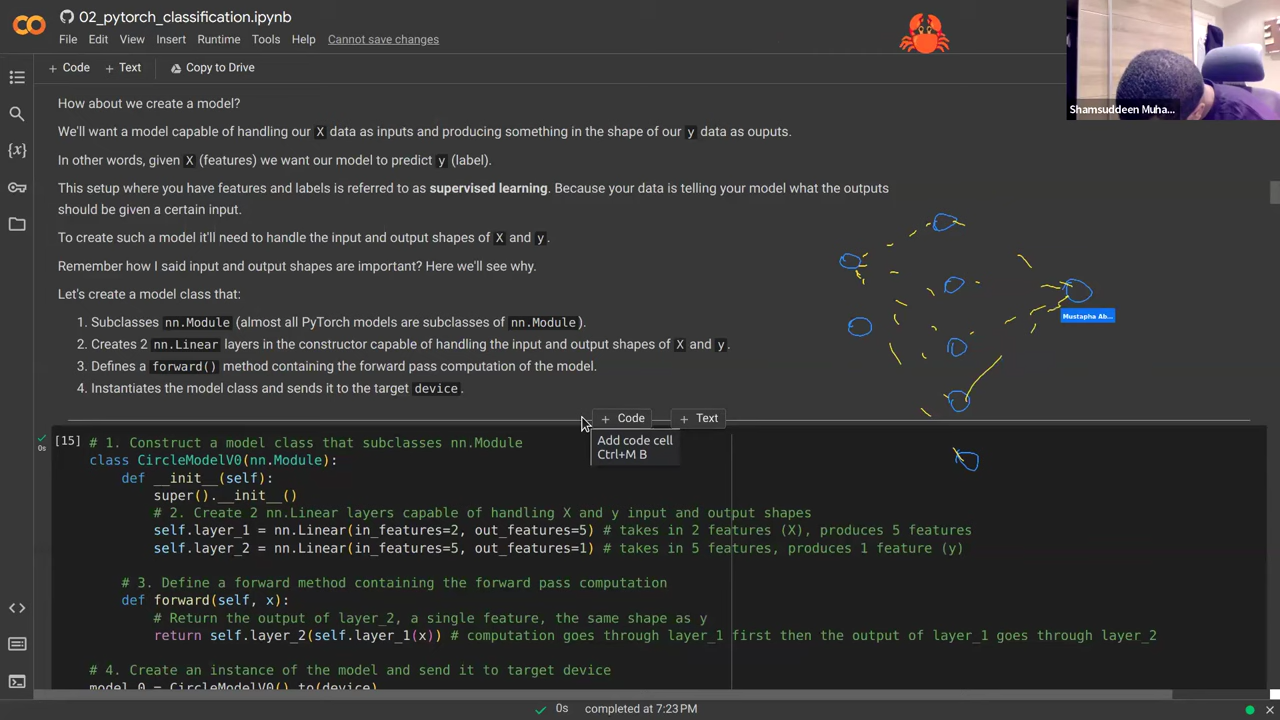 02_pytorch_classification.ipynb
File Edit View Insert Runtime Tools Help Cannot save changes
+ Code + Text Copy to Drive
Shamsuddeen Muha...
How about we create a model?
We'll want a model capable of handling our X data as inputs and producing something in the shape of our y data as ouputs.
In other words, given X (features) we want our model to predict y (label).
This setup where you have features and labels is referred to as supervised learning. Because your data is telling your model what the outputs
should be given a certain input.
To create such a model it'll need to handle the input and output shapes of X and y.
Remember how I said input and output shapes are important? Here we'll see why.
Let's create a model class that:
1. Subclasses nn.Module (almost all PyTorch models are subclasses of nn.Module).
2. Creates 2 nn.Linear layers in the constructor capable of handling the input and output shapes of X and y.
3. Defines a forward() method containing the forward pass computation of the model.
4. Instantiates the model class and sends it to the target device.
Mustapha Ab...
+ Code + Text
Add code cell
Ctrl+M B
[15] # 1. Construct a model class that subclasses nn.Module
0s
class CircleModelV0(nn.Module):
def __init__(self):
super().__init__()
# 2. Create 2 nn.Linear layers capable of handling X and y input and output shapes
self.layer_1 = nn.Linear(in_features=2, out_features=5) # takes in 2 features (X), produces 5 features
self.layer_2 = nn.Linear(in_features=5, out_features=1) # takes in 5 features, produces 1 feature (y)
# 3. Define a forward method containing the forward pass computation
def forward(self, x):
# Return the output of layer_2, a single feature, the same shape as y
return self.layer_2(self.layer_1(x)) # computation goes through layer_1 first then the output of layer_1 goes through layer_2
# 4. Create an instance of the model and send it to target device
model_0 = CircleModelV0().to(device)
0s completed at 7:23 PM